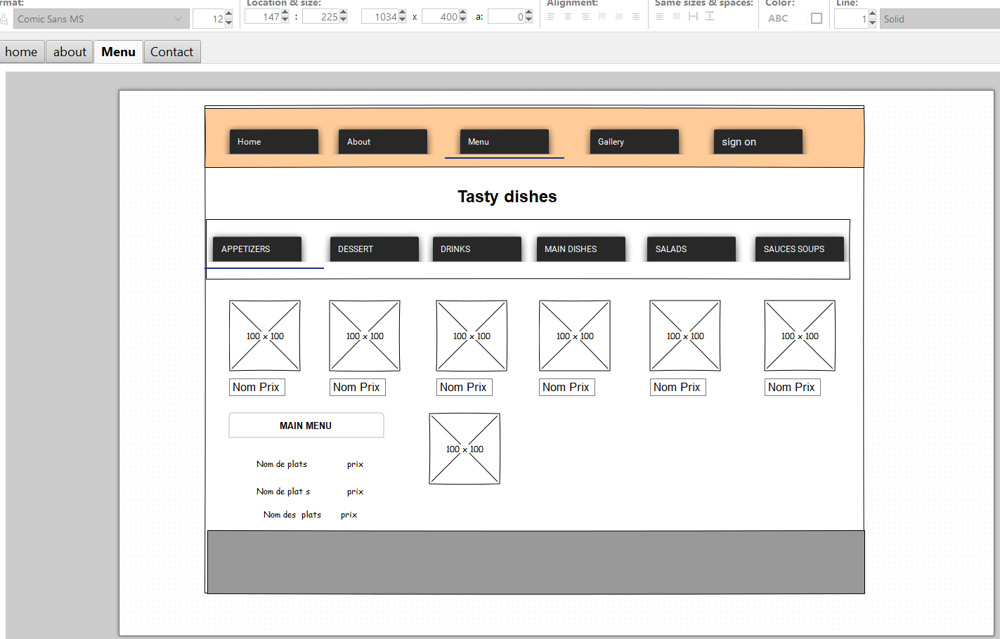 rmat:
Location & size:
Alignment:
Same sizes & spaces:
Color:
Line:
Comic Sans MS
12
147 : 225
1034 x 400
a: 0
ABC
1
Solid
home
about
Menu
Contact
Home
About
Menu
Gallery
sign on
Tasty dishes
APPETIZERS
DESSERT
DRINKS
MAIN DISHES
SALADS
SAUCES SOUPS
100 x 100
100 x 100
100 x 100
100 x 100
100 x 100
100 x 100
Nom Prix
Nom Prix
Nom Prix
Nom Prix
Nom Prix
Nom Prix
MAIN MENU
100 x 100
Nom de plats prix
Nom de plat s prix
Nom des plats prix